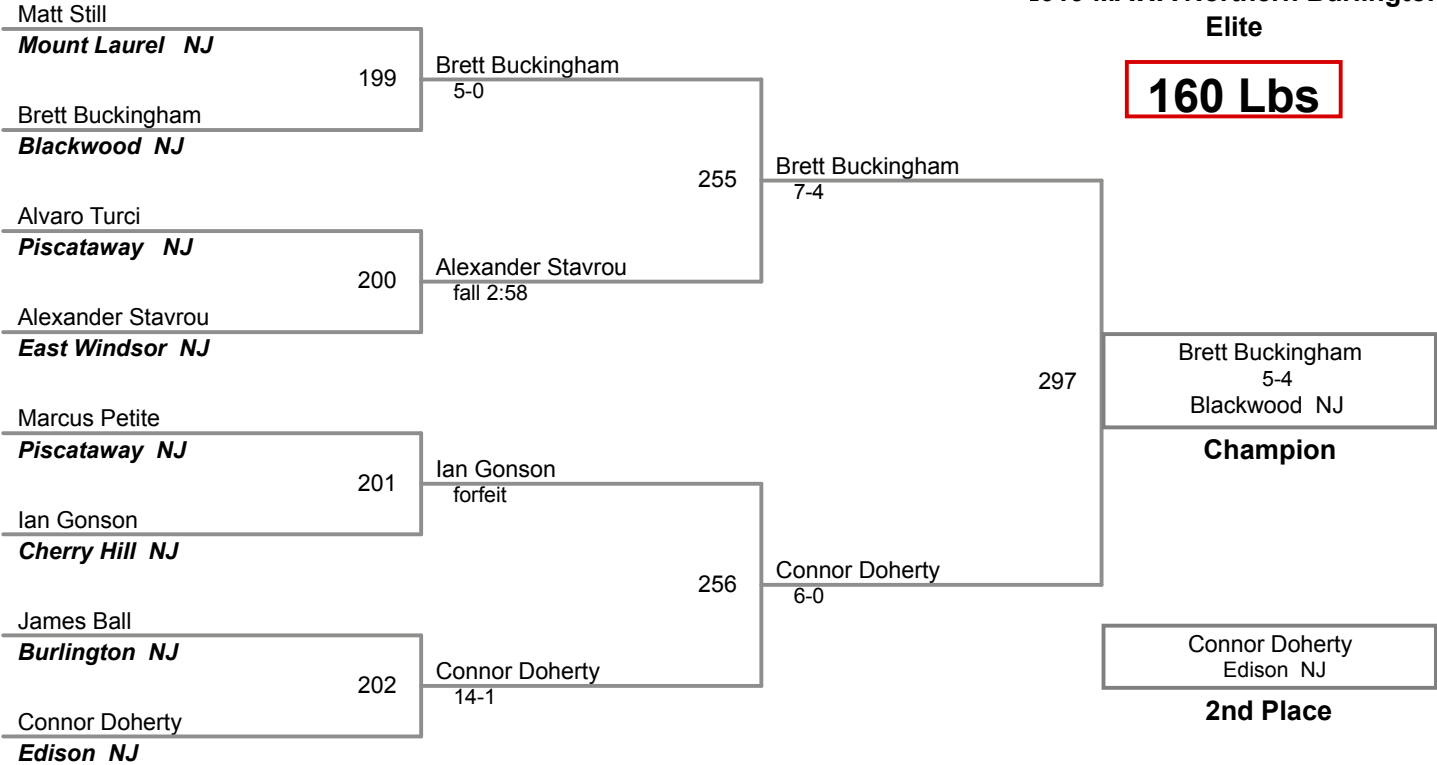 Elite
160 Lbs
Matt Still
Mount Laurel NJ
199
Brett Buckingham
5-0
Brett Buckingham
Blackwood NJ
255
Brett Buckingham
7-4
Alvaro Turci
Piscataway NJ
200
Alexander Stavrou
fall 2:58
Alexander Stavrou
East Windsor NJ
297
Brett Buckingham
5-4
Blackwood NJ
Champion
Marcus Petite
Piscataway NJ
201
Ian Gonson
forfeit
Ian Gonson
Cherry Hill NJ
256
Connor Doherty
6-0
James Ball
Burlington NJ
202
Connor Doherty
14-1
Connor Doherty
Edison NJ
Connor Doherty
Edison NJ
2nd Place